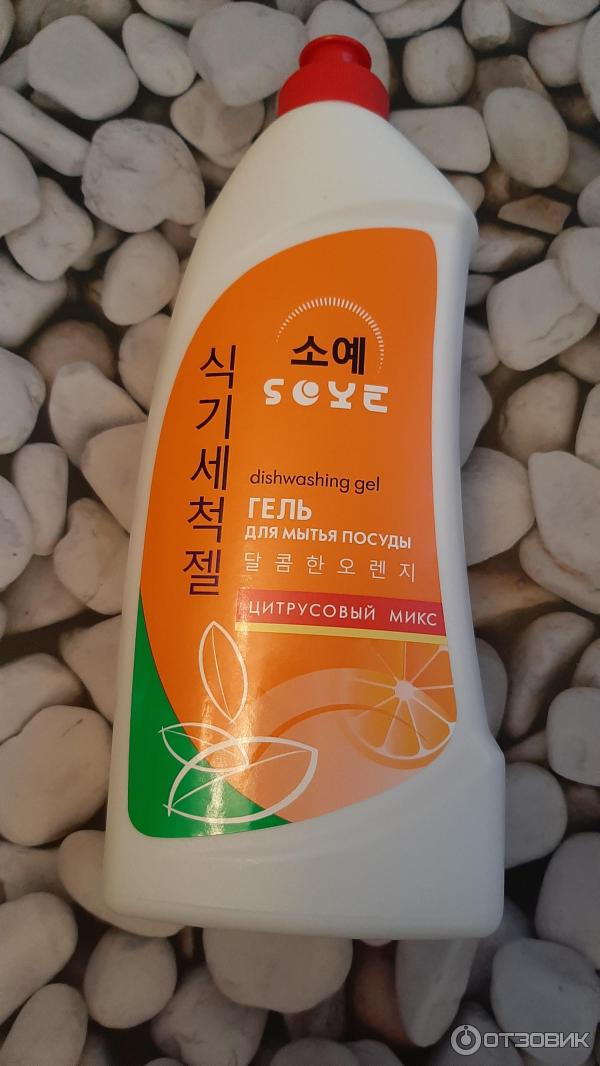 소예
SOYE
식기세척젤
dishwashing gel
ГЕЛЬ
ДЛЯ МЫТЬЯ ПОСУДЫ
달콤한오렌지
ЦИТРУСОВЫЙ МИКС
ОТЗОВИК